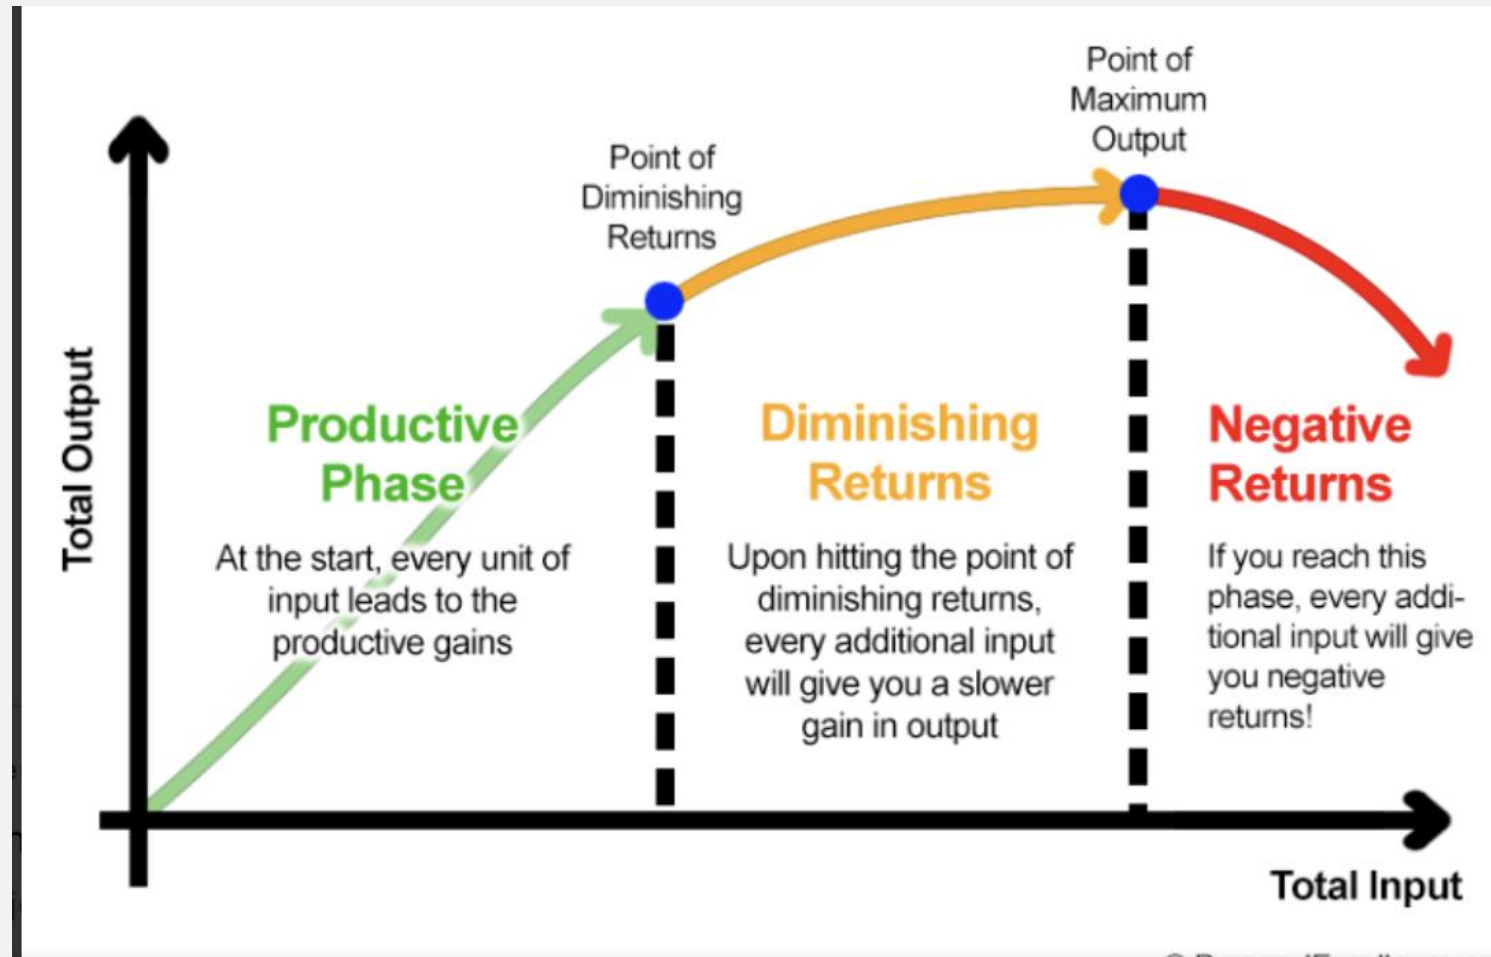 Point of
Maximum
Output
Point of
Diminishing
Returns
Total Output
Productive
Phase
At the start, every unit of
input leads to the
productive gains
Diminishing
Returns
Upon hitting the point of
diminishing returns,
every additional input
will give you a slower
gain in output
Negative
Returns
If you reach this
phase, every addi-
tional input will give
you negative
returns!
Total Input